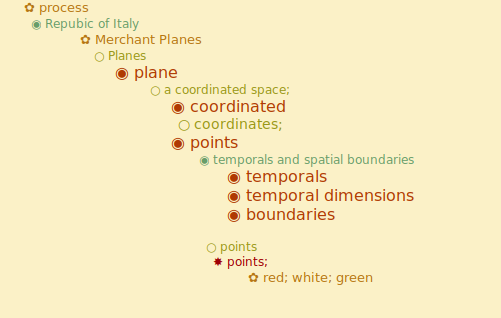 process
Repubic of Italy
Merchant Planes
Planes
plane
a coordinated space;
coordinated
coordinates;
points
temporals and spatial boundaries
temporals
temporal dimensions
boundaries
points
points;
red; white; green